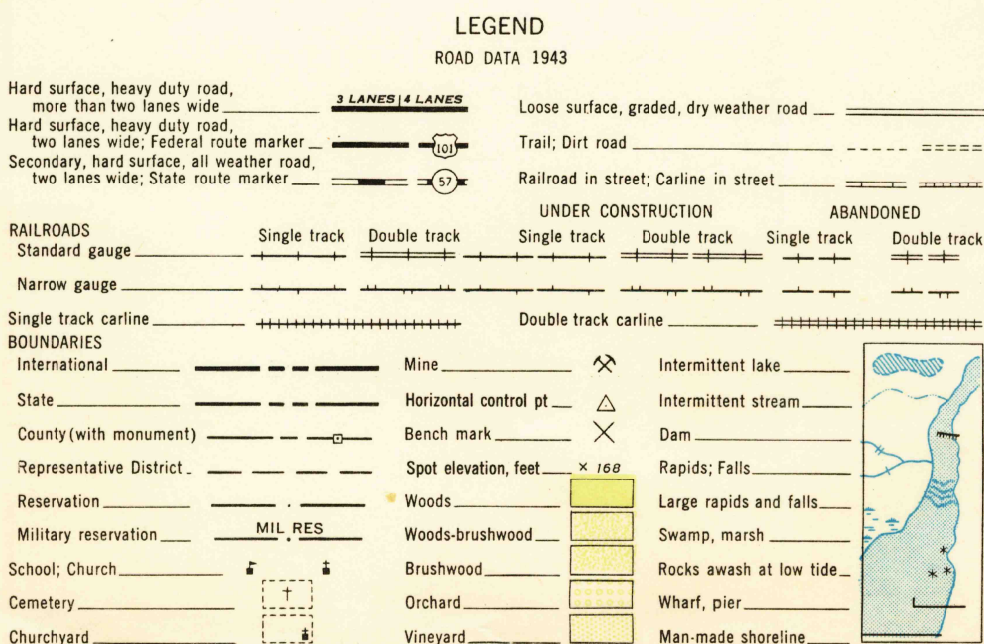 LEGEND
ROAD DATA 1943
Hard surface, heavy duty road,
more than two lanes wide
3 LANES | 4 LANES
Hard surface, heavy duty road,
two lanes wide; Federal route marker
101
Secondary, hard surface, all weather road,
two lanes wide; State route marker
57
Loose surface, graded, dry weather road
Trail; Dirt road
Railroad in street; Carline in street
UNDER CONSTRUCTION ABANDONED
RAILROADS Single track Double track Single track Double track Single track Double track
Standard gauge
Narrow gauge
Single track carline Double track carline
BOUNDARIES
International
State
County (with monument)
Representative District
Reservation
Military reservation MIL RES
School; Church
Cemetery
Churchyard
Mine
Horizontal control pt
Bench mark
Spot elevation, feet × 168
Woods
Woods-brushwood
Brushwood
Orchard
Vineyard
Intermittent lake
Intermittent stream
Dam
Rapids; Falls
Large rapids and falls
Swamp, marsh
Rocks awash at low tide
Wharf, pier
Man-made shoreline